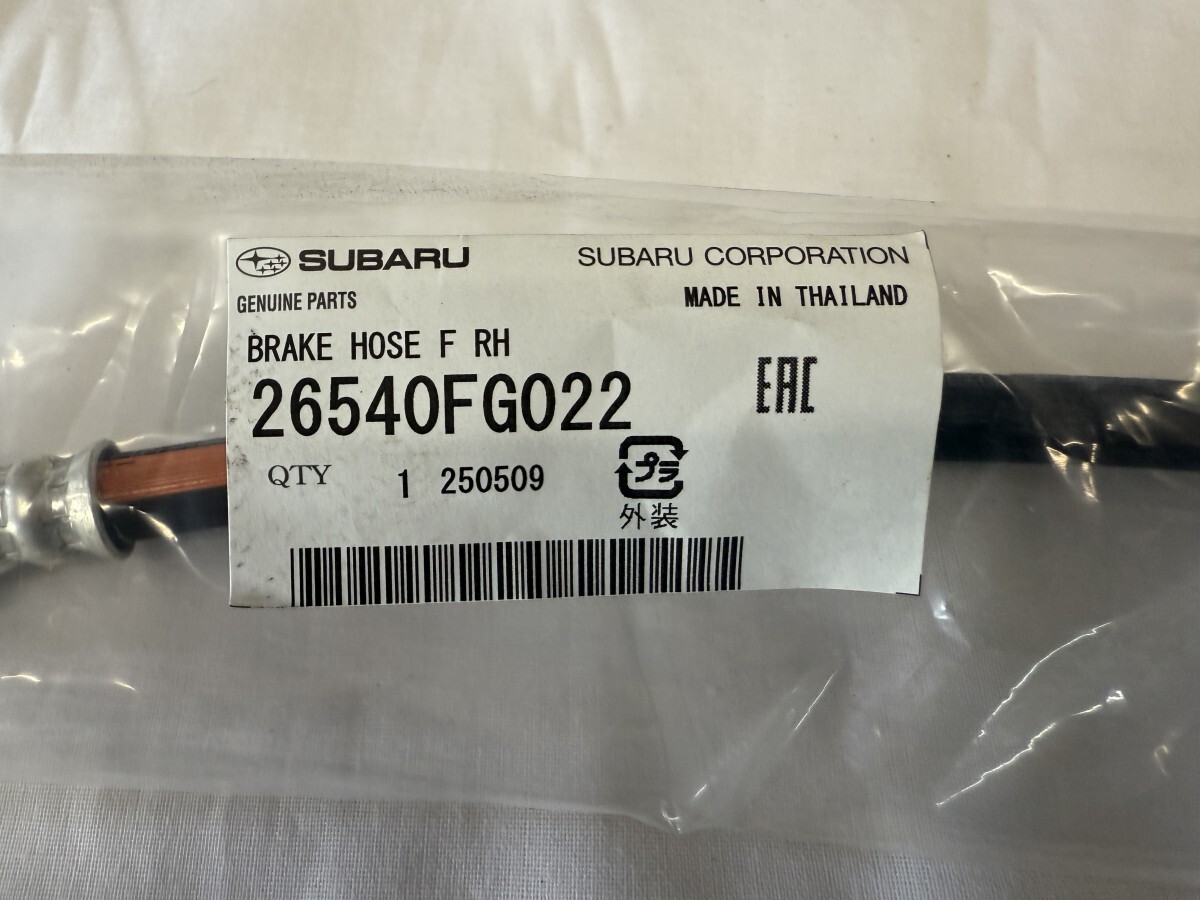 SUBARU SUBARU CORPORATION
GENUINE PARTS MADE IN THAILAND
BRAKE HOSE F RH
26540FG022
EAC
QTY 1 250509
プラ
外装